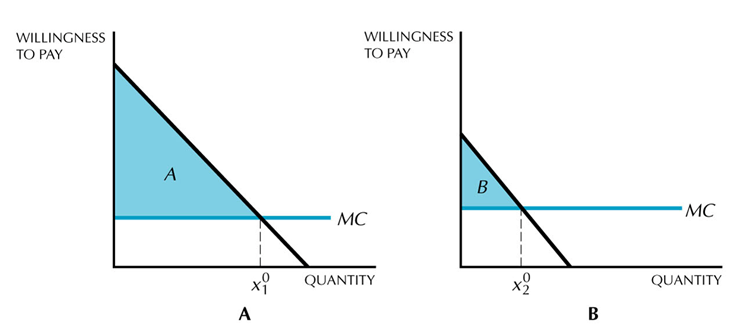 WILLINGNESS
TO PAY
A
MC
x₁⁰
QUANTITY
A
WILLINGNESS
TO PAY
B
MC
x₂⁰
QUANTITY
B